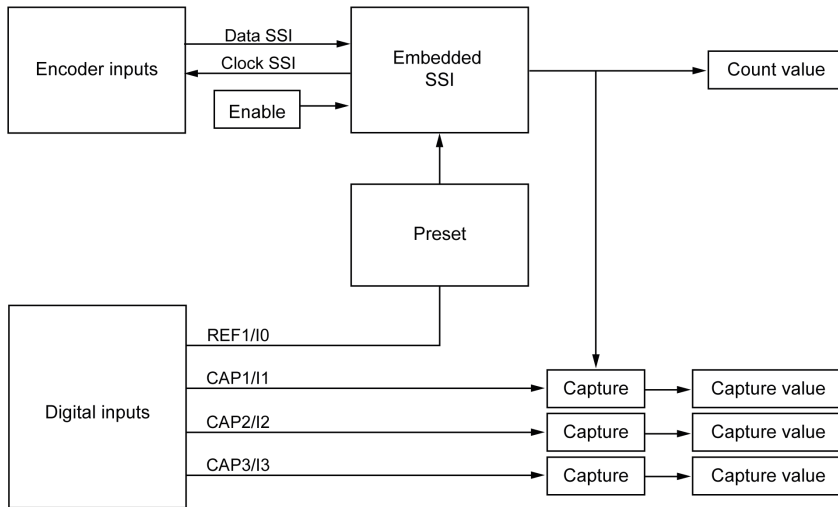 Encoder inputs
Data SSI
Clock SSI
Enable
Embedded
SSI
Count value
Preset
Digital inputs
REF1/I0
CAP1/I1
Capture
Capture value
CAP2/I2
Capture
Capture value
CAP3/I3
Capture
Capture value